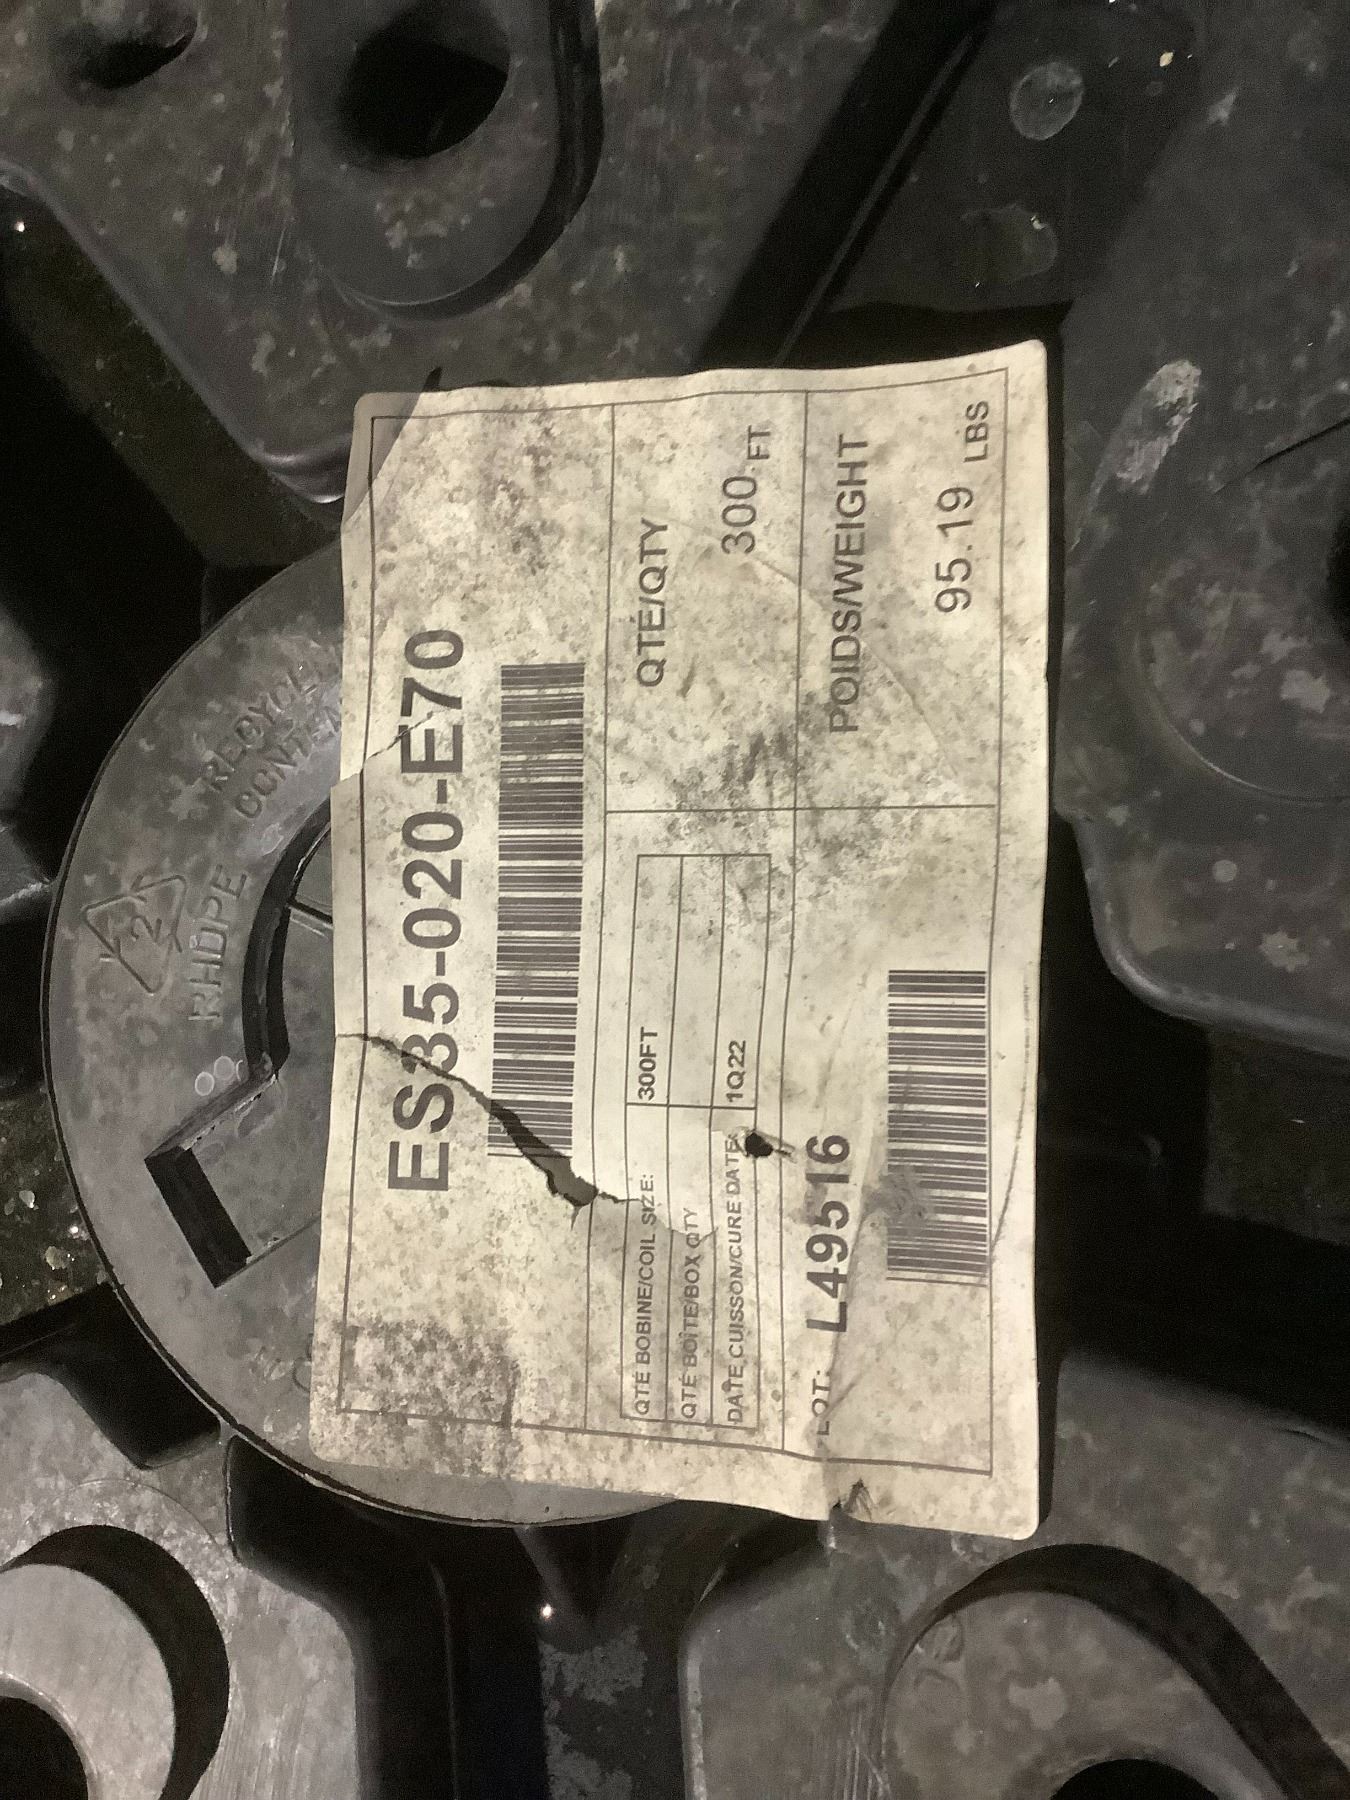 ES35-020-E70
QTÉ/QTY
300 FT
QTÉ BOBINE/COIL SIZE: 300FT
QTÉ BOÎTE/BOX QTY
DATE CUISSON/CURE DATE: 1Q22
POIDS/WEIGHT
95.19 LBS
LOT: L49516
2
RHDPE